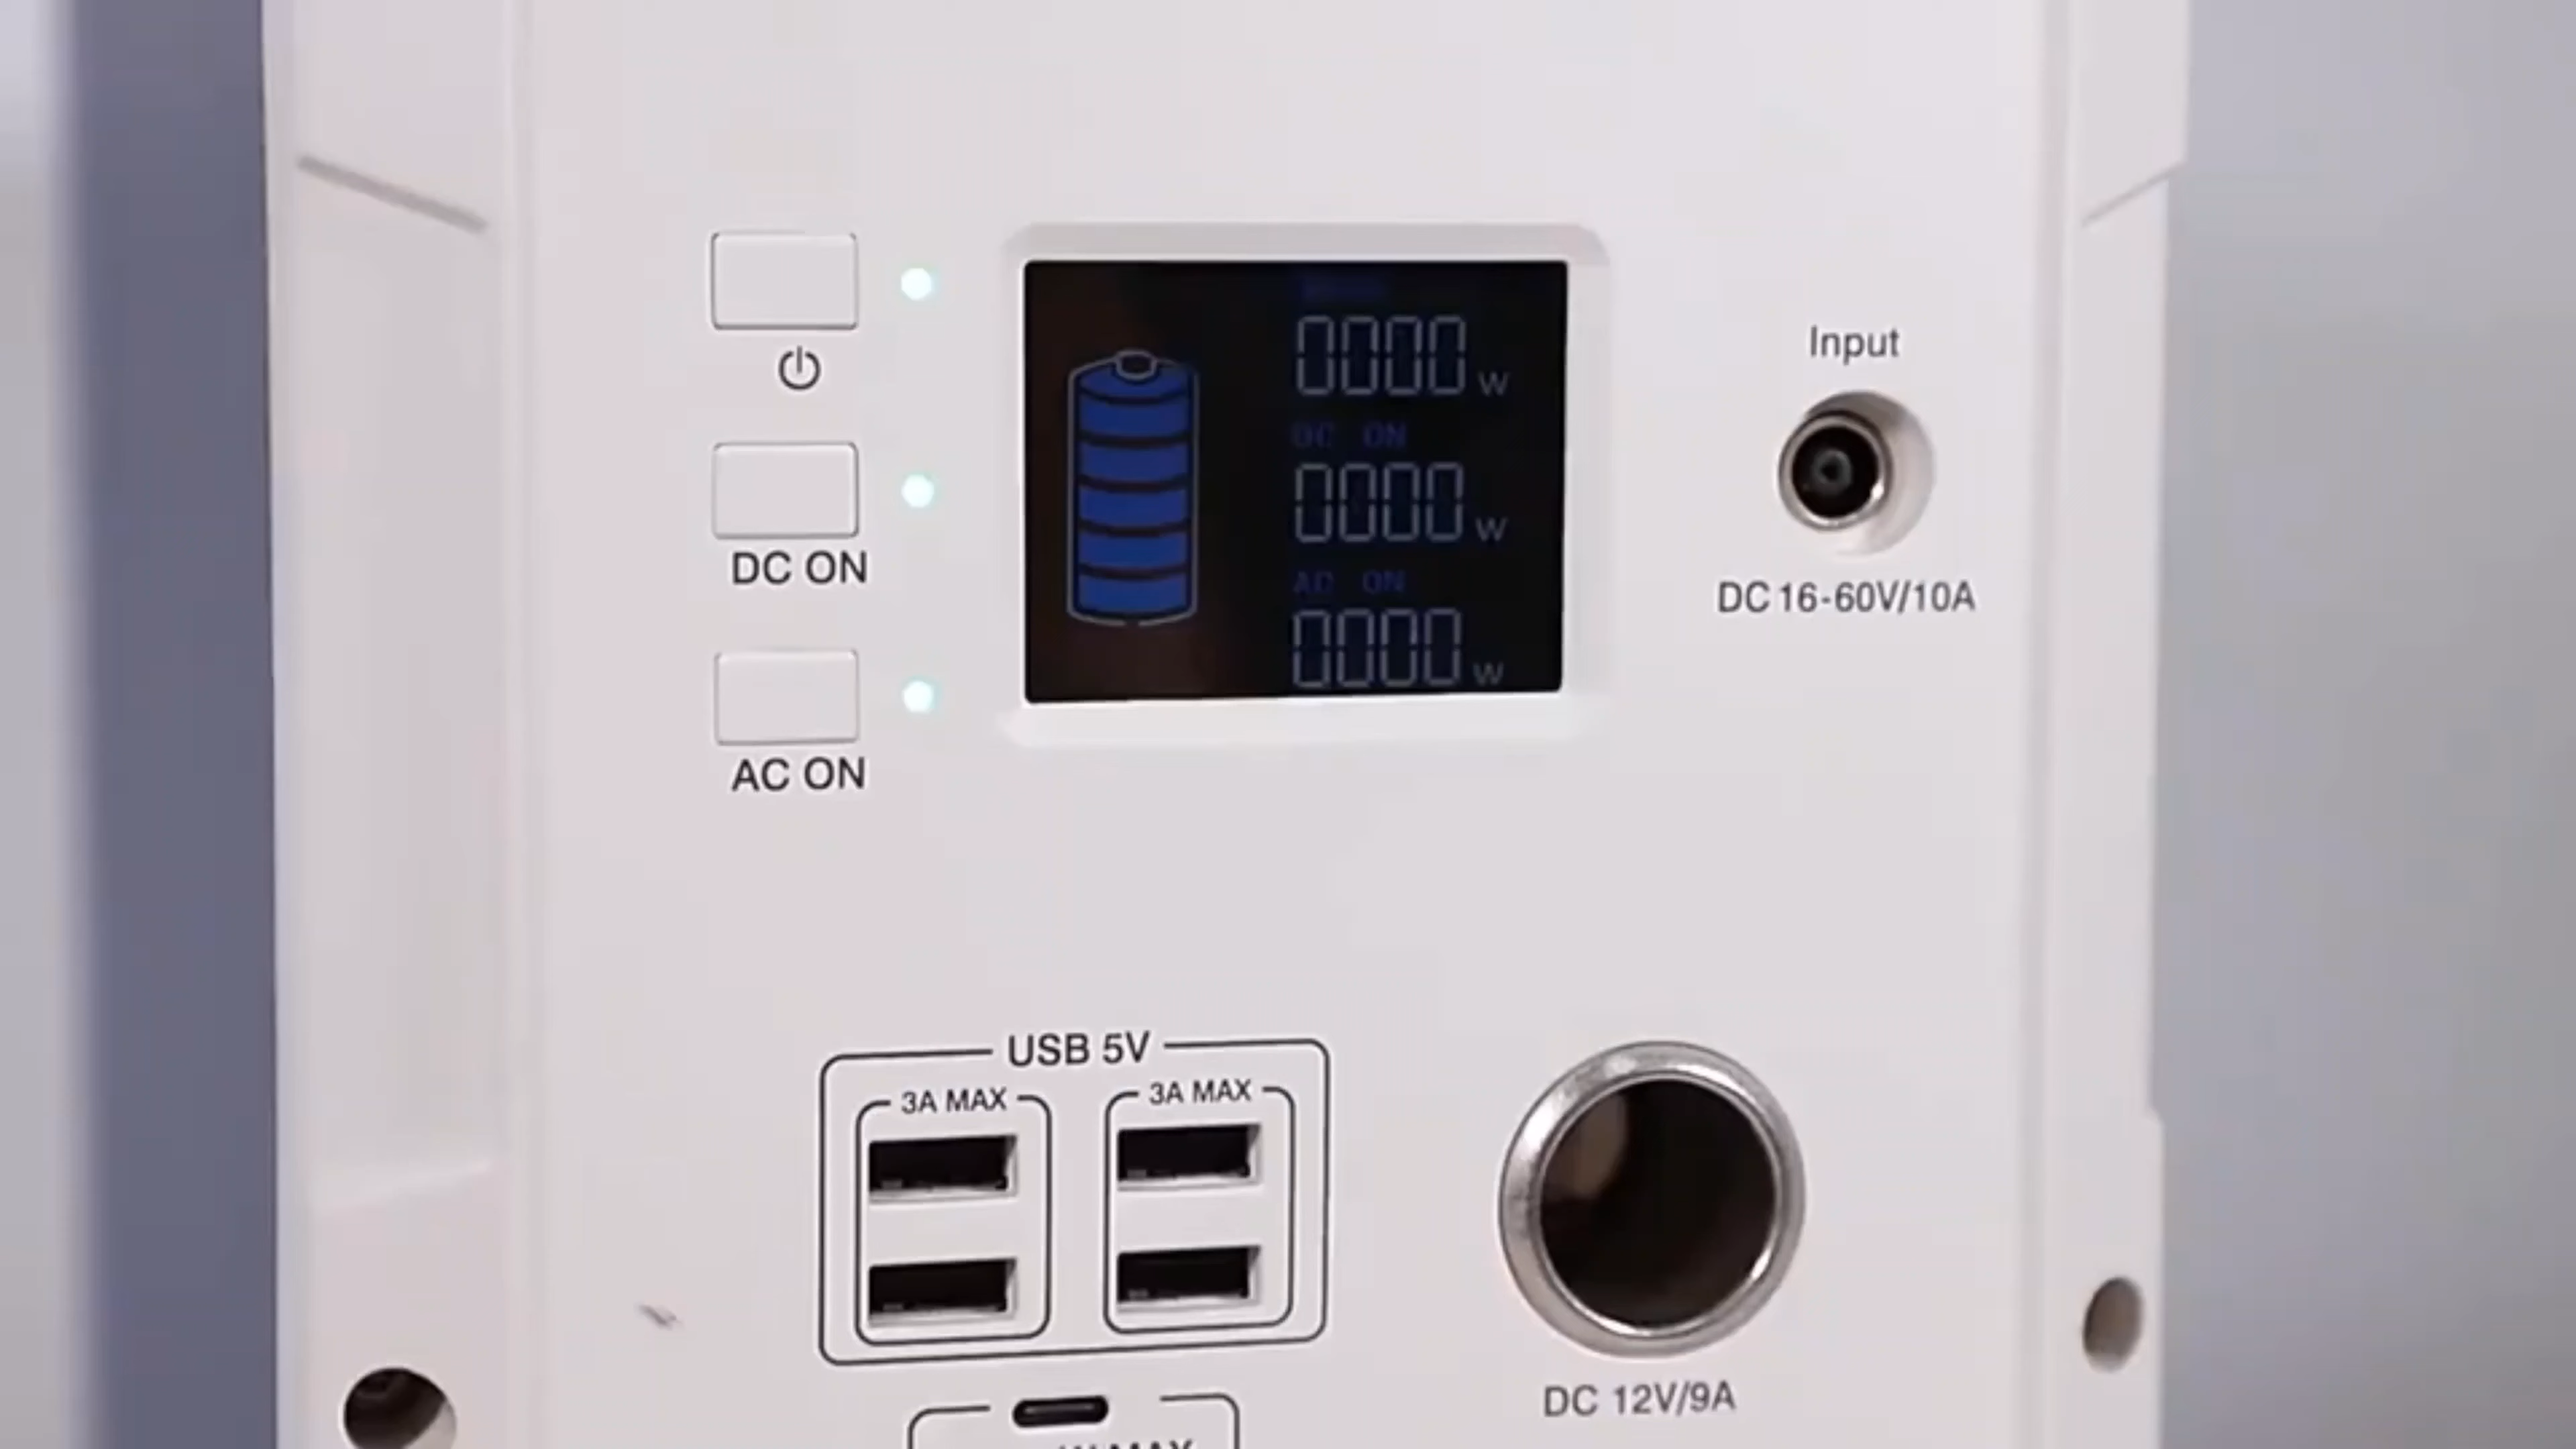 0000 W
DC ON
0000 W
AC ON
0000 W
DC ON
AC ON
Input
DC 16-60V/10A
USB 5V
3A MAX
3A MAX
DC 12V/9A
MAX